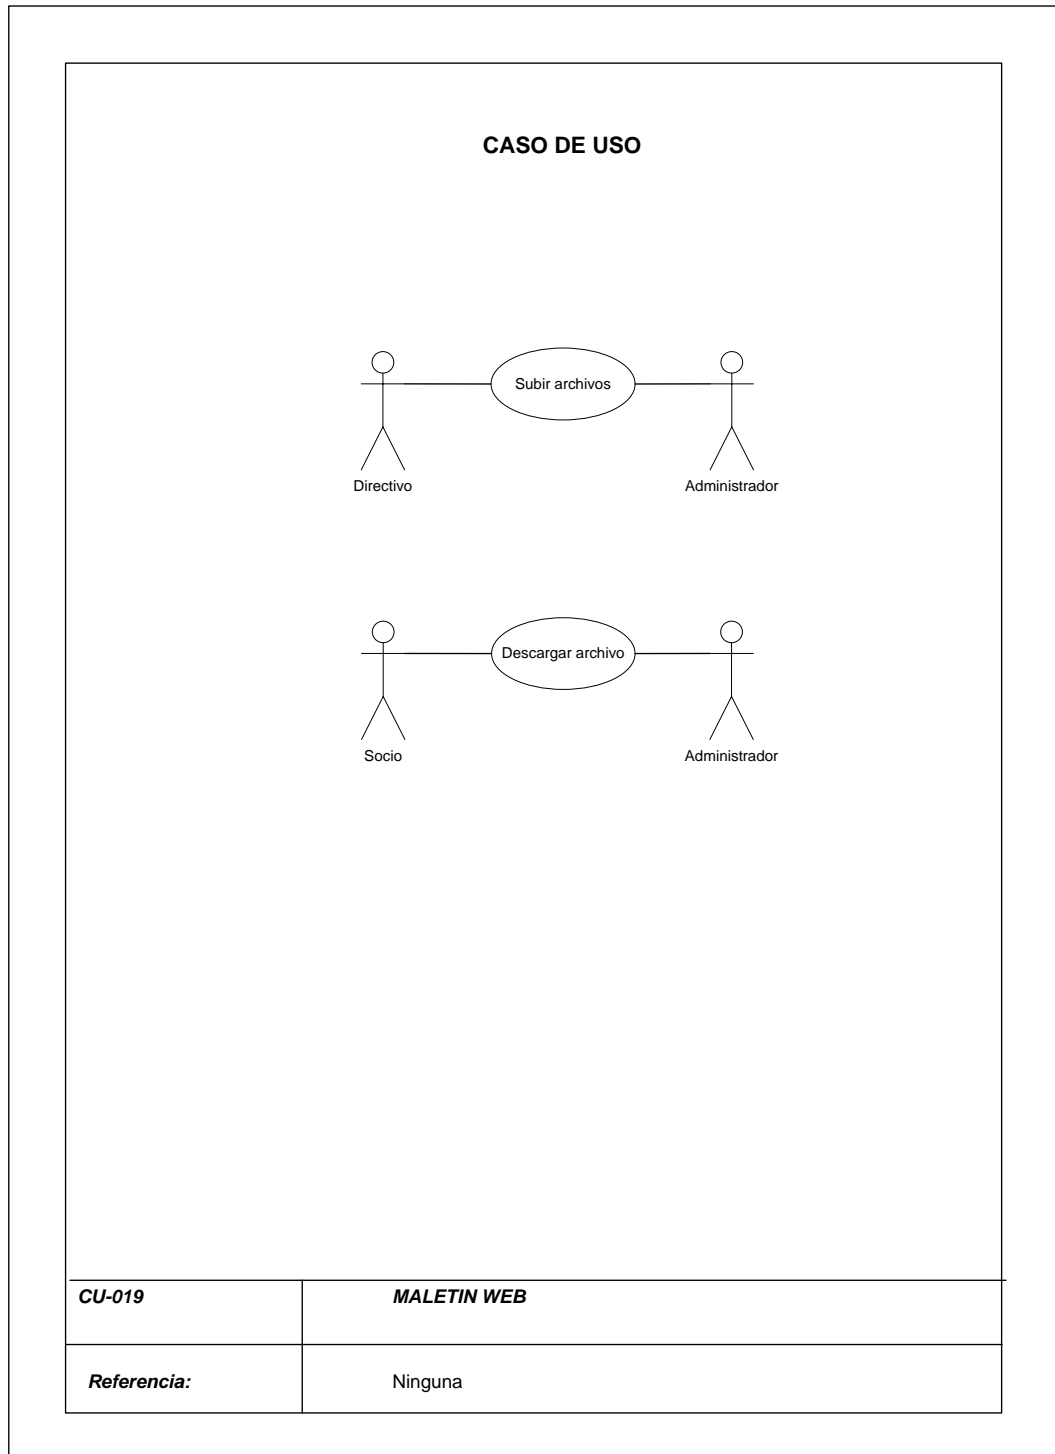 CASO DE USO
Subir archivos
Directivo
Administrador
Descargar archivo
Socio
Administrador
CU-019
MALETIN WEB
Referencia:
Ninguna